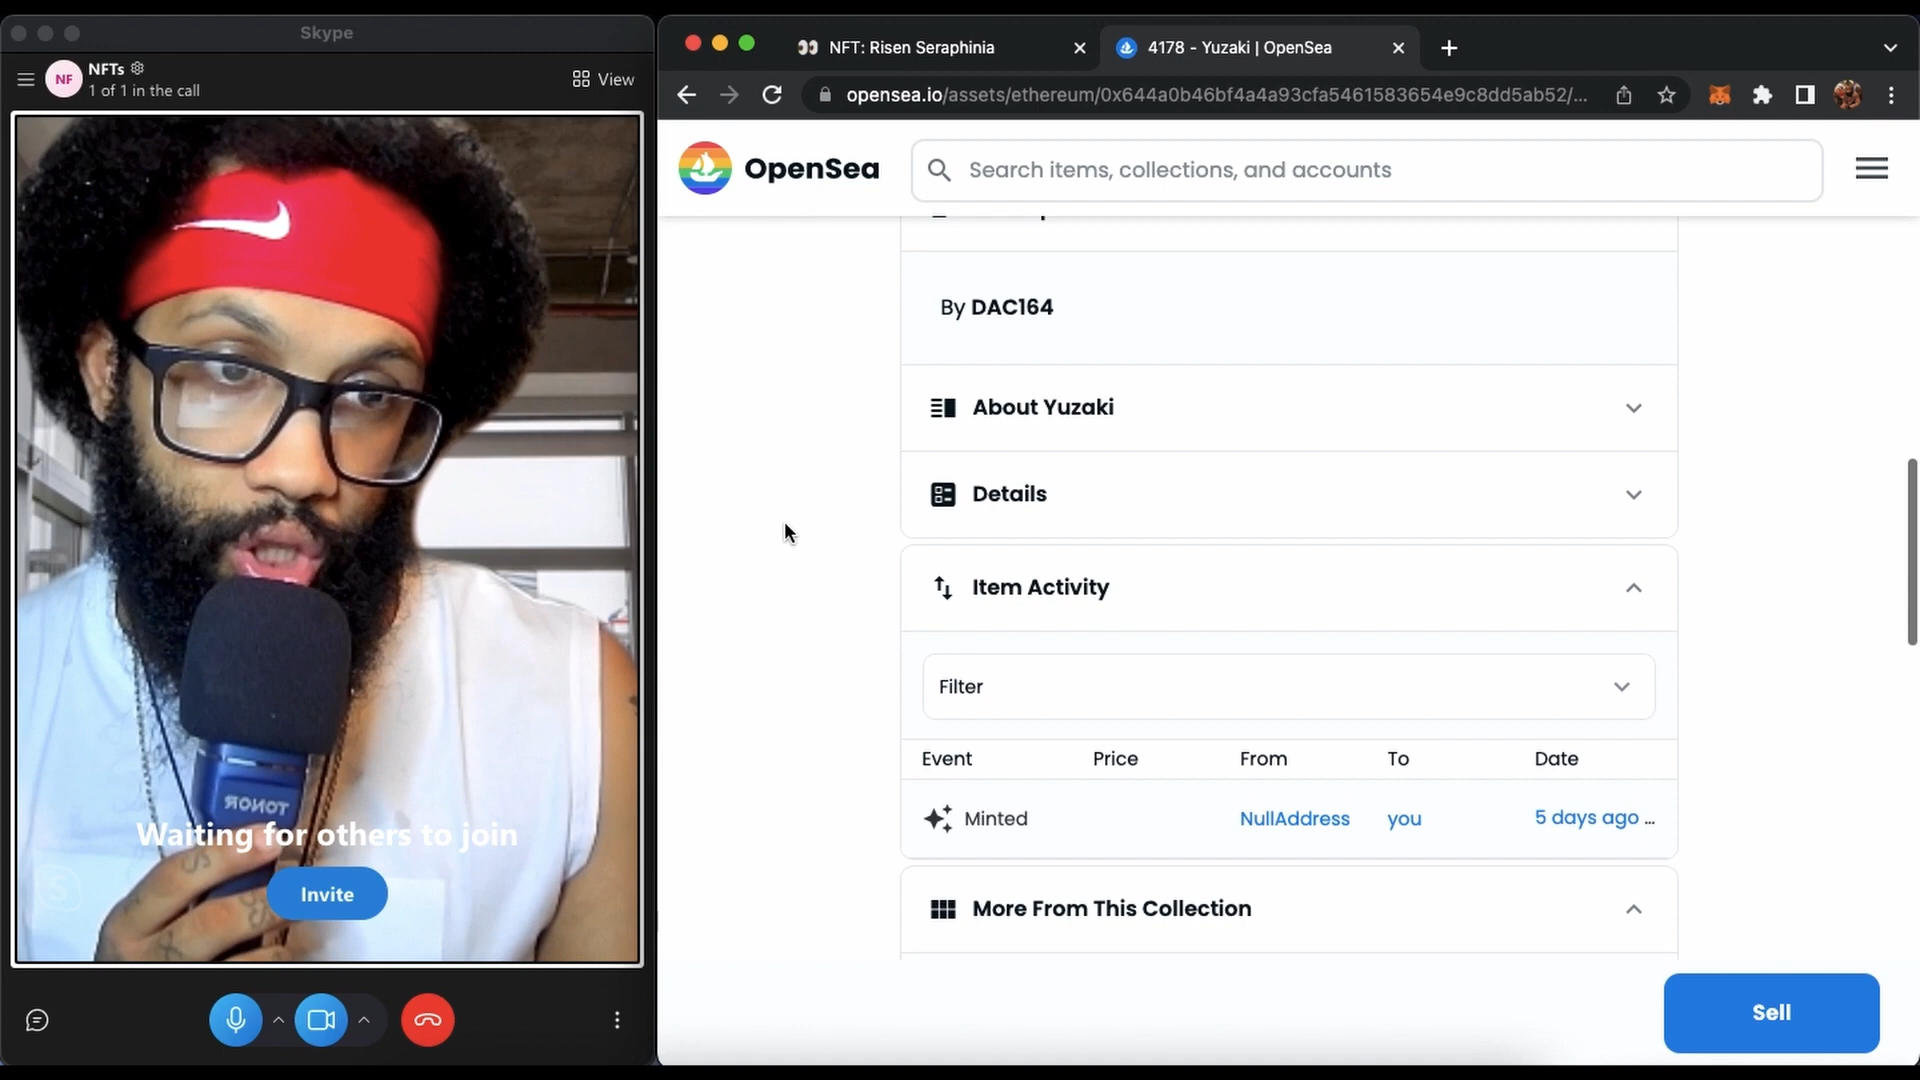 Skype
NF
NFTs
1 of 1 in the call
View
TONOR
Waiting for others to join
Invite
NFT: Risen Seraphinia
4178 - Yuzaki | OpenSea
opensea.io/assets/ethereum/0x644a0b46bf4a4a93cfa5461583654e9c8dd5ab52/...
OpenSea
Search items, collections, and accounts
By DAC164
About Yuzaki
Details
Item Activity
Filter
Event Price From To Date
Minted NullAddress you 5 days ago ...
More From This Collection
Sell